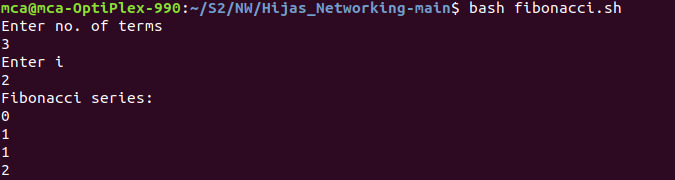 mca@mca-OptiPlex-990:~/S2/NW/Hijas_Networking-main$ bash fibonacci.sh
Enter no. of terms
3
Enter i
2
Fibonacci series:
0
1
1
2